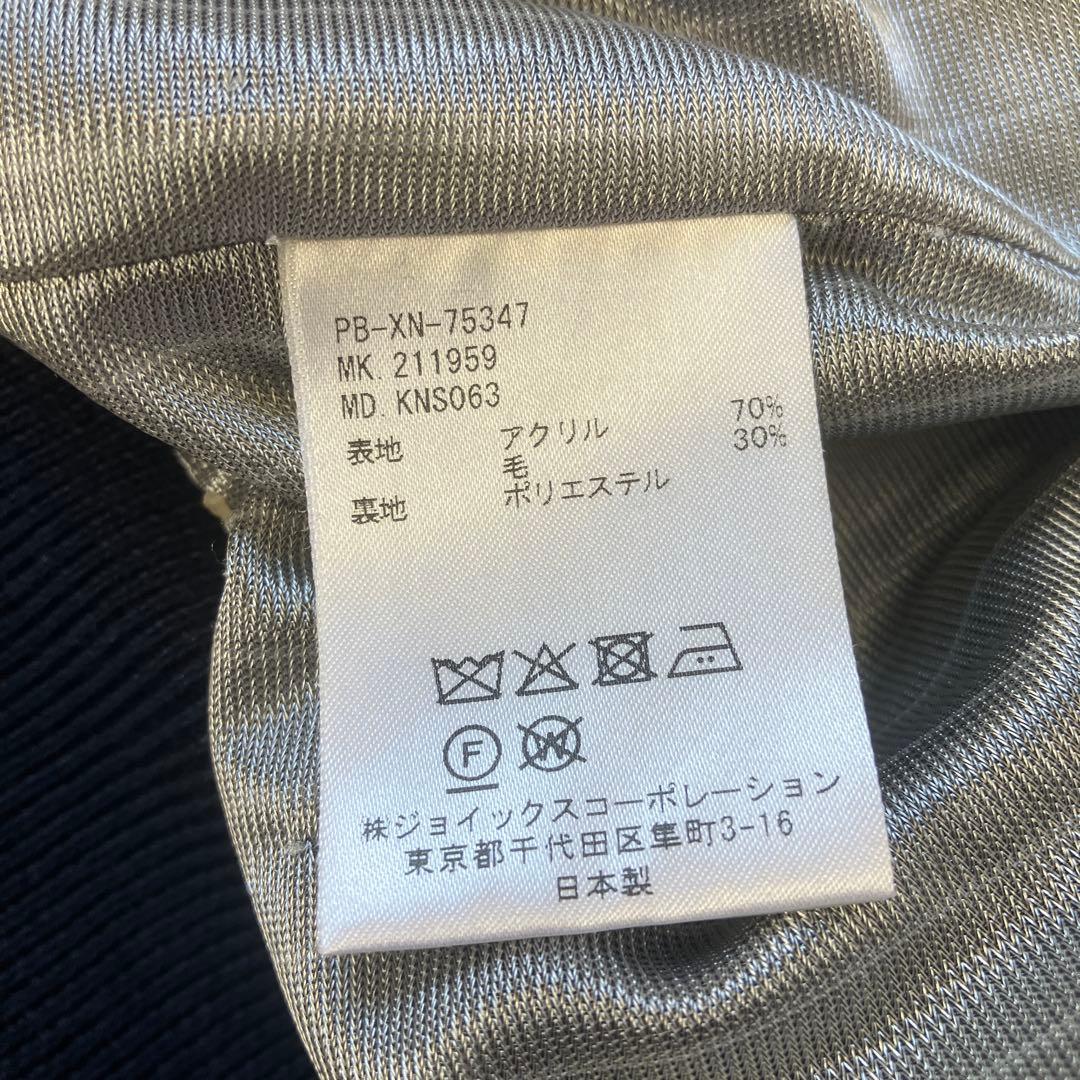 PB-XN-75347
MK. 211959
MD. KNS063
表地 アクリル 70%
毛 30%
裏地 ポリエステル
F
W
株ジョイックスコーポレーション
東京都千代田区隼町3-16
日本製